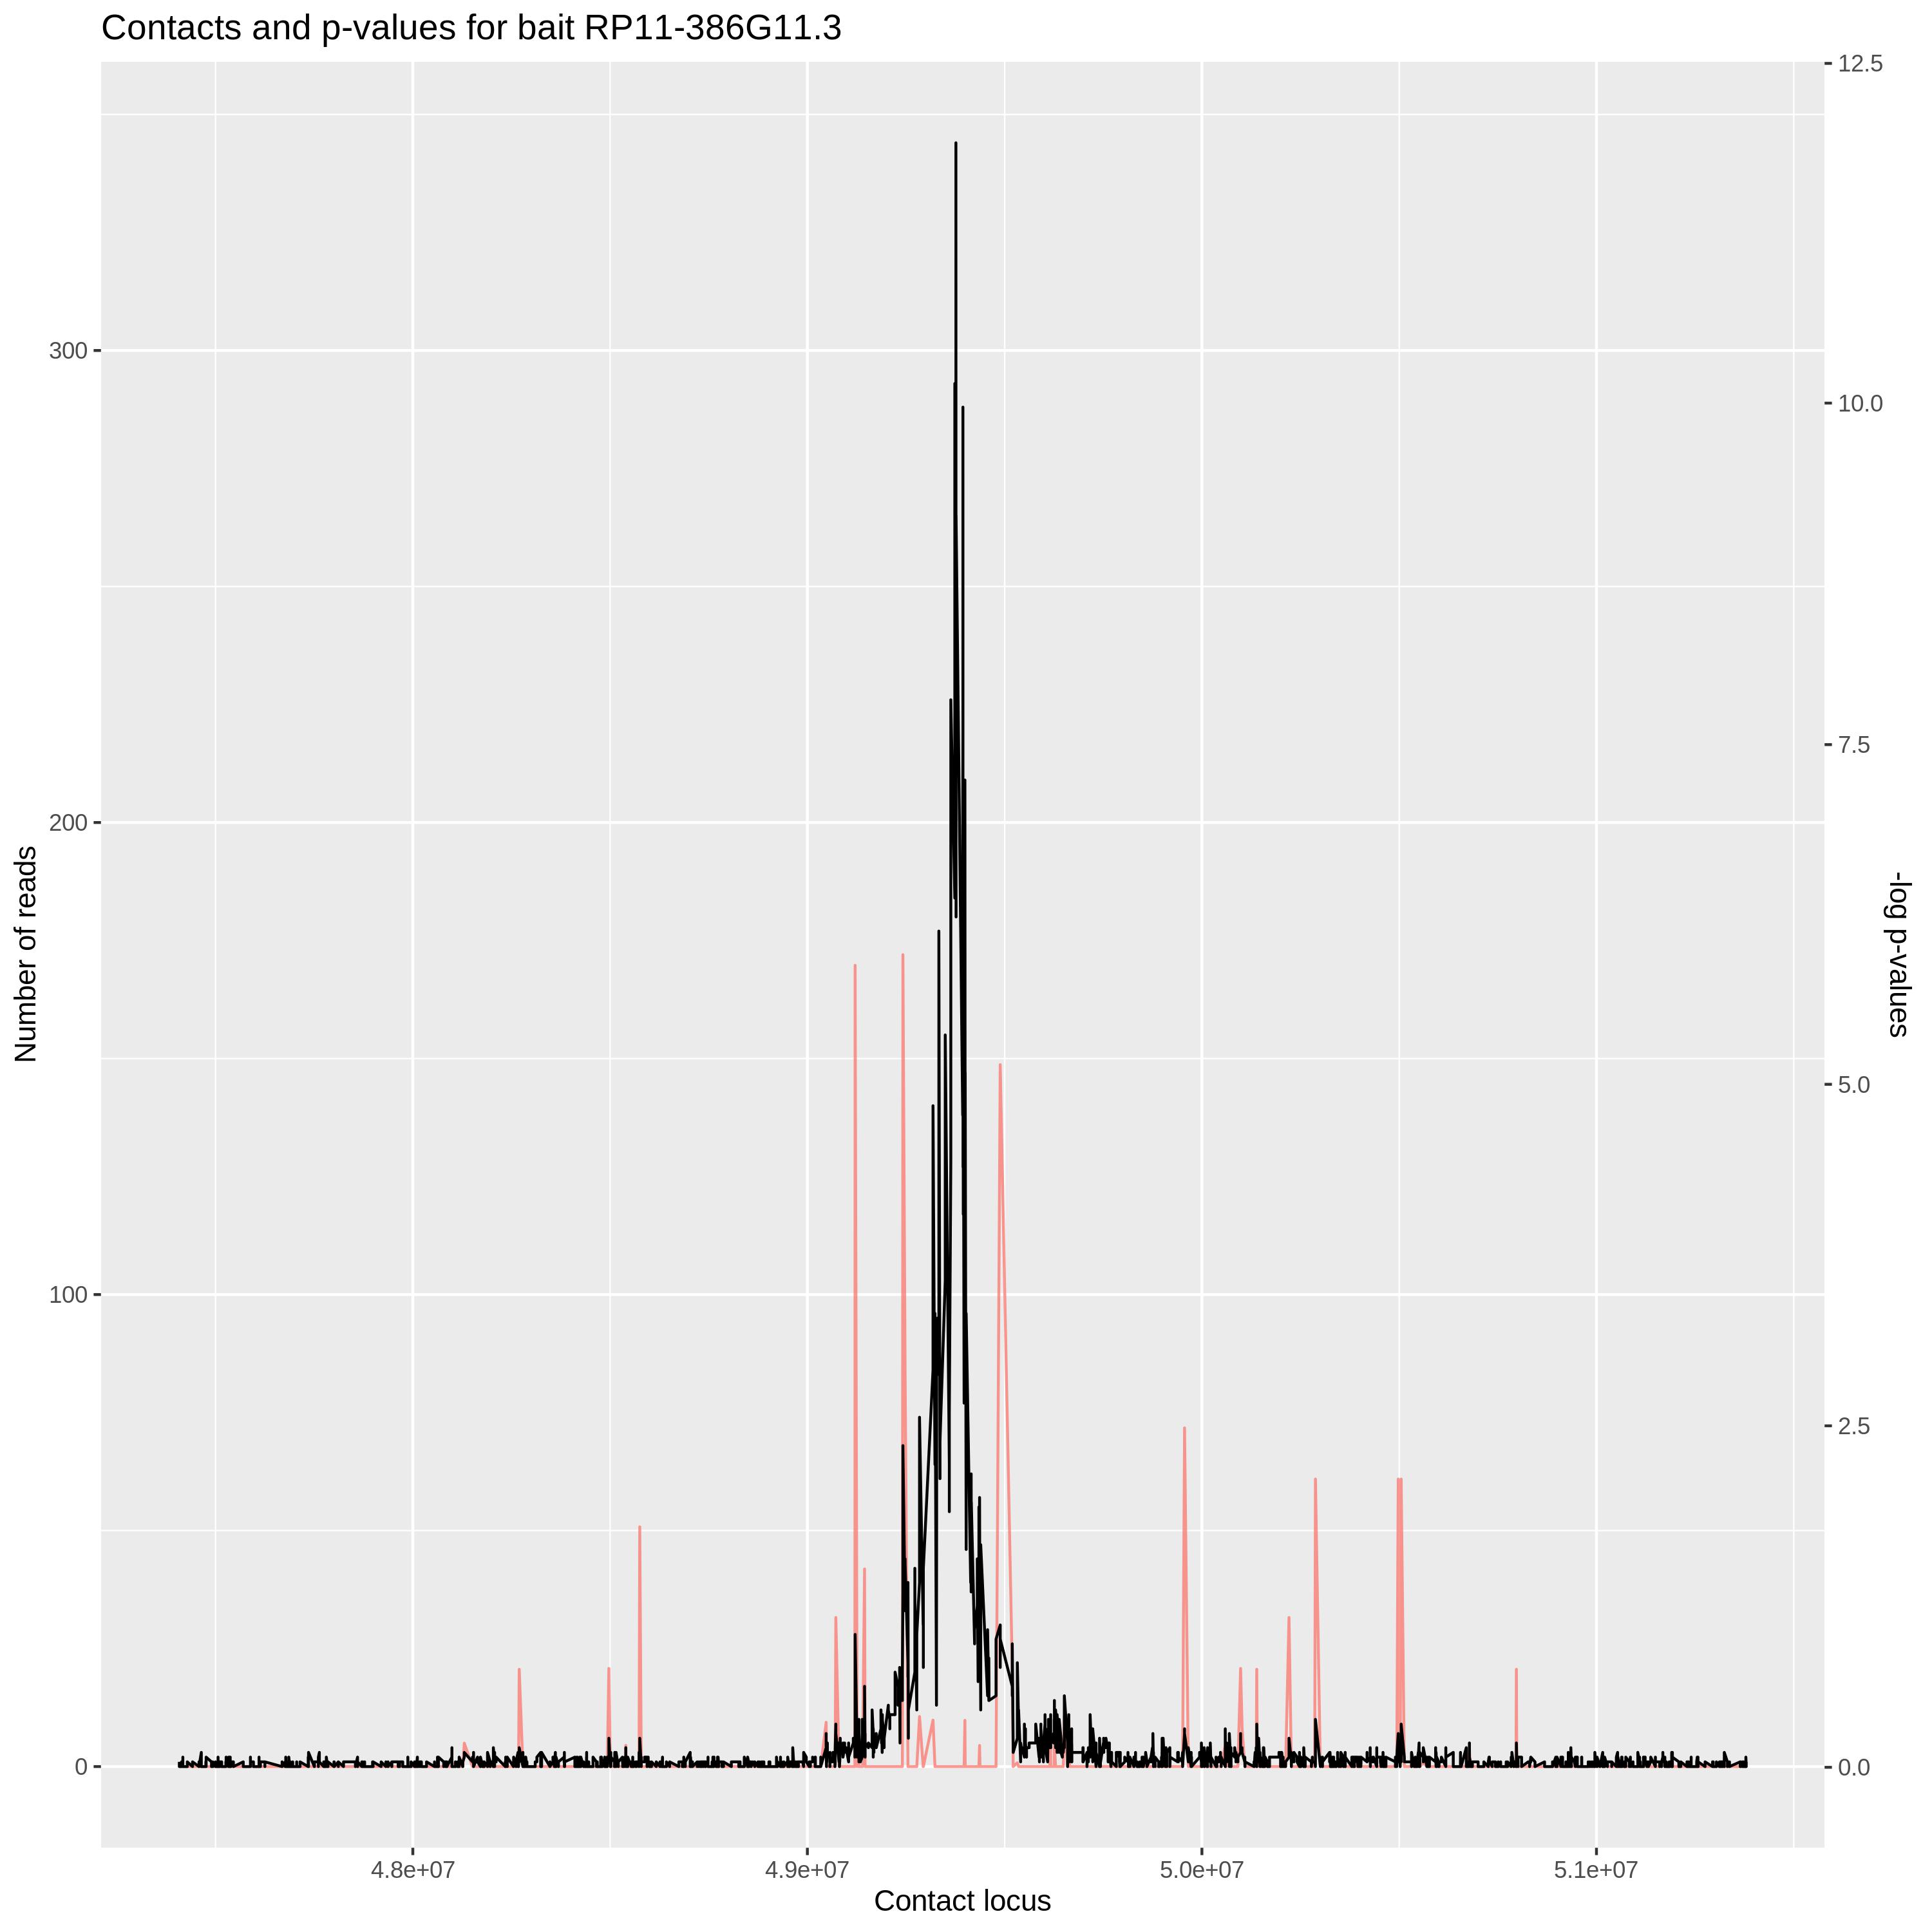 Contacts and p-values for bait RP11-386G11.3
12.5
300
10.0
7.5
200
Number of reads
-log p-values
5.0
100
2.5
0
0.0
4.8e+07
4.9e+07
5.0e+07
5.1e+07
Contact locus